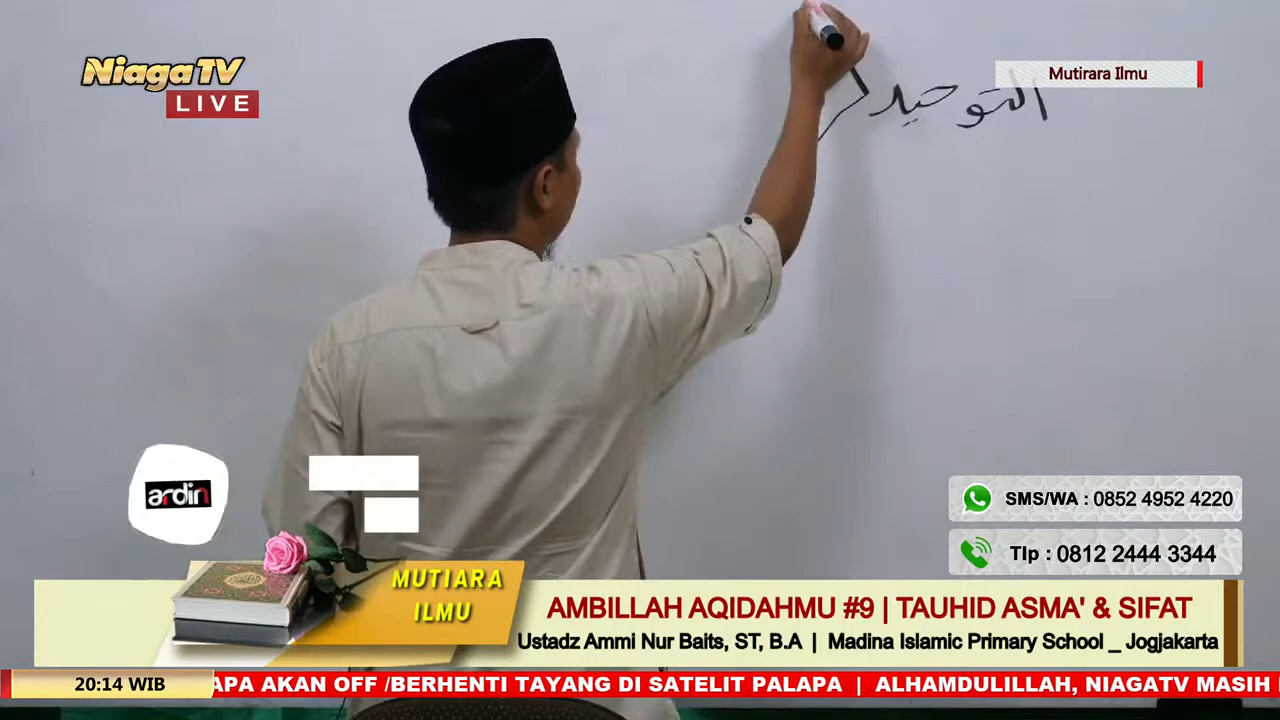 NiagaTV
LIVE
Mutirara Ilmu
التوحيد
ardin
SMS/WA : 0852 4952 4220
Tlp : 0812 2444 3344
MUTIARA
ILMU
AMBILLAH AQIDAHMU #9 | TAUHID ASMA' & SIFAT
Ustadz Ammi Nur Baits, ST, B.A | Madina Islamic Primary School _ Jogjakarta
20:14 WIB
APA AKAN OFF /BERHENTI TAYANG DI SATELIT PALAPA | ALHAMDULILLAH, NIAGATV MASIH